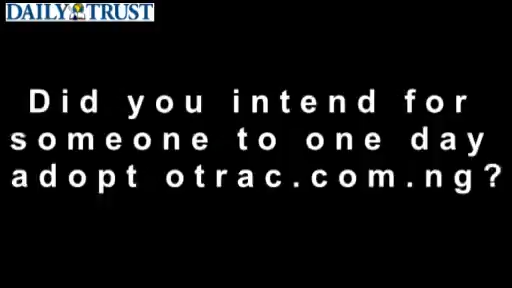 DAILY TRUST
Did you intend for
someone to one day
adopt otrac.com.ng?